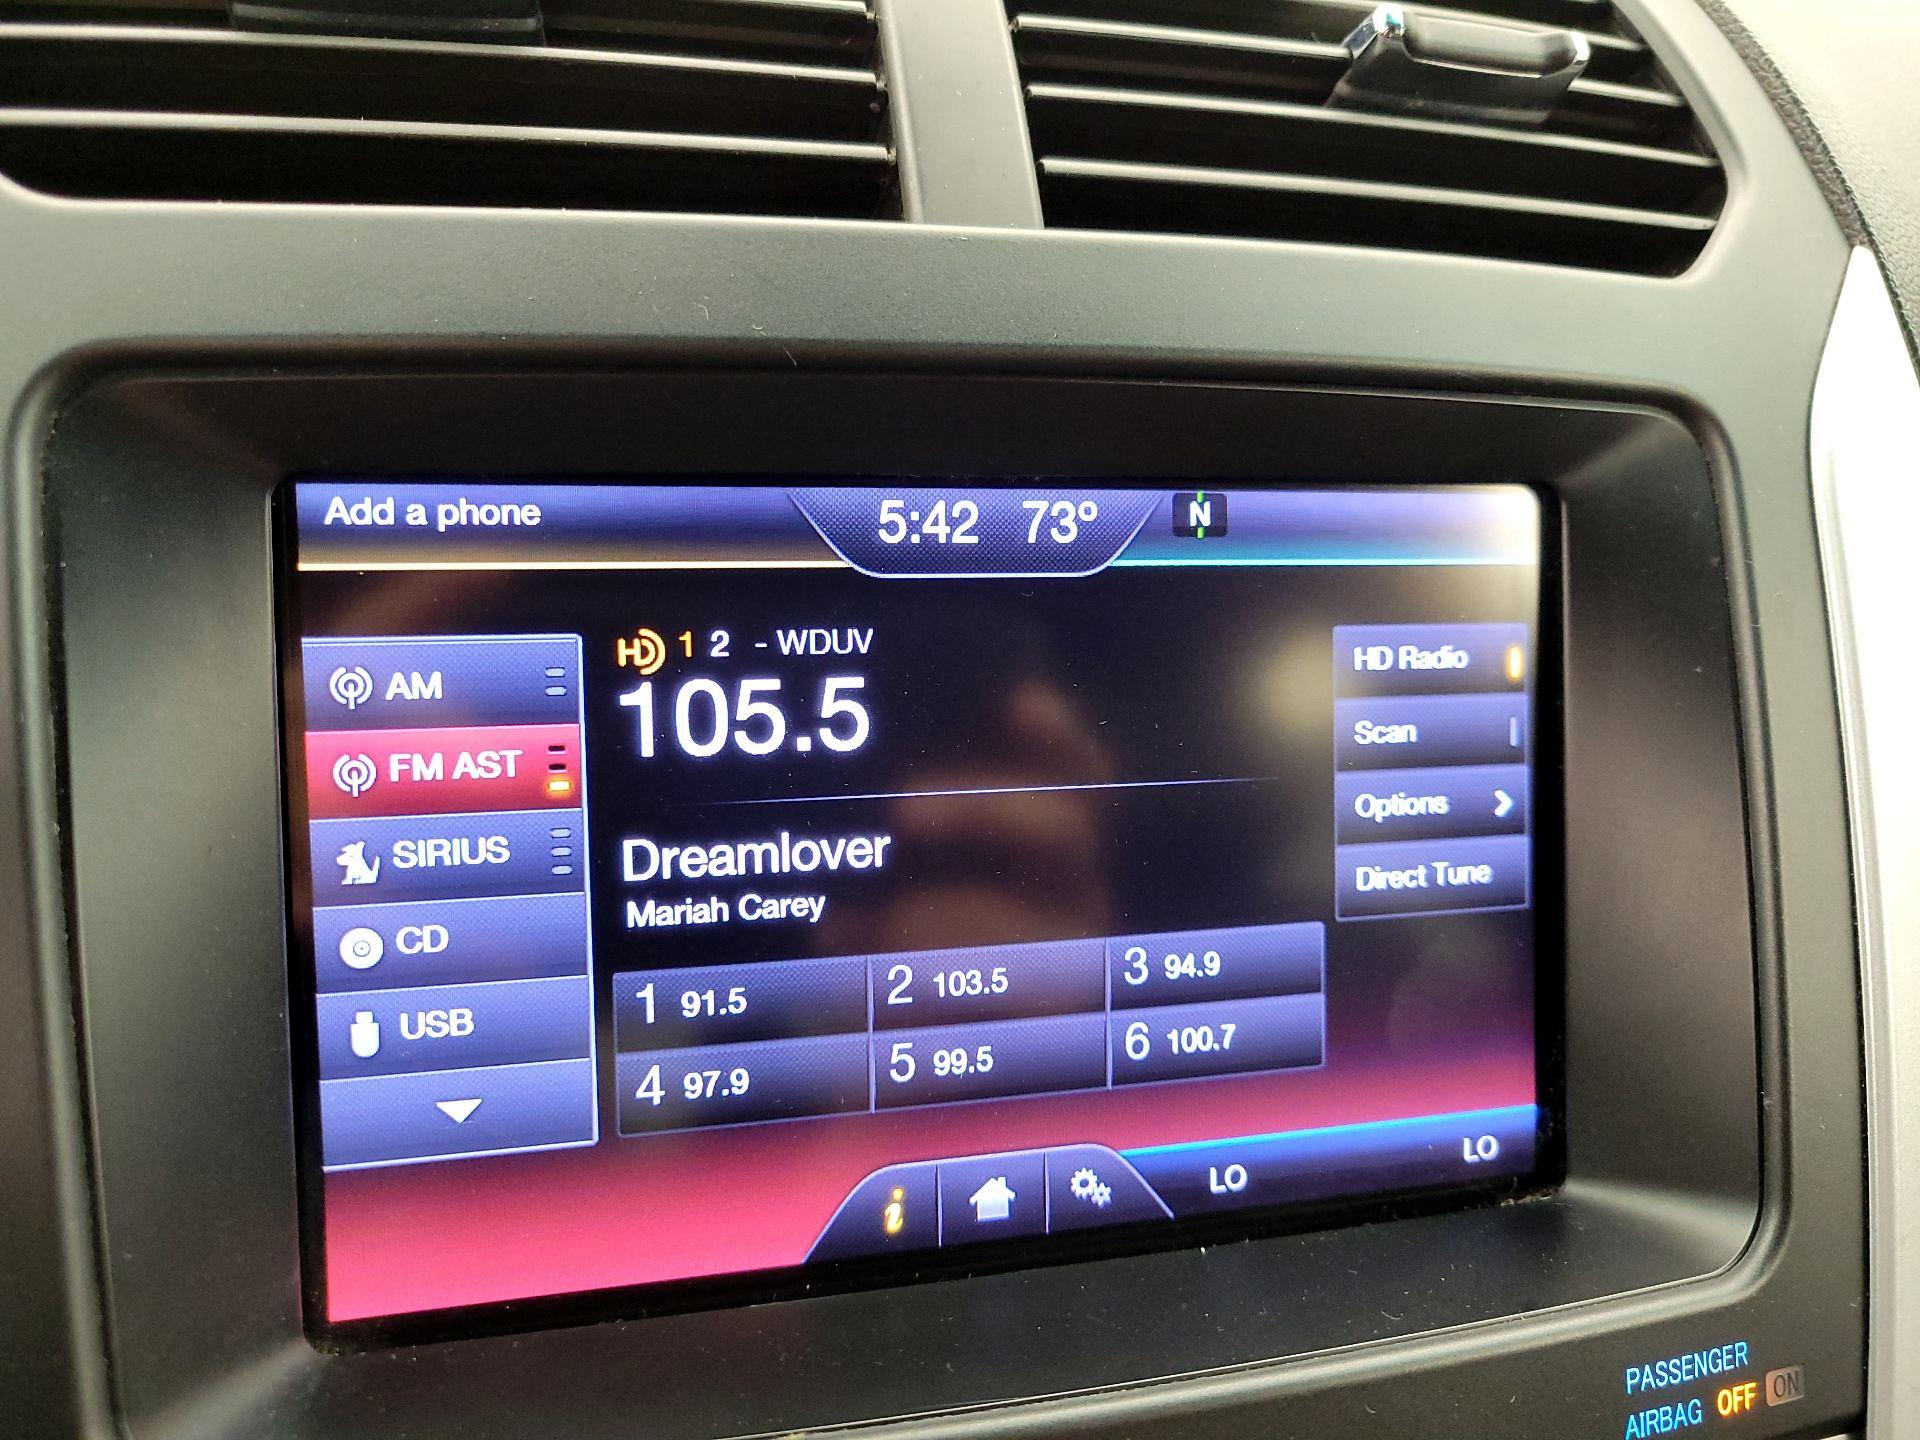 Add a phone
5:42 73° N
HD 1 2 - WDUV
105.5
AM
FM AST
SIRIUS
CD
USB
Dreamlover
Mariah Carey
1 91.5 2 103.5 3 94.9
4 97.9 5 99.5 6 100.7
HD Radio
Scan
Options
Direct Tune
i LO LO
PASSENGER
AIRBAG OFF ON